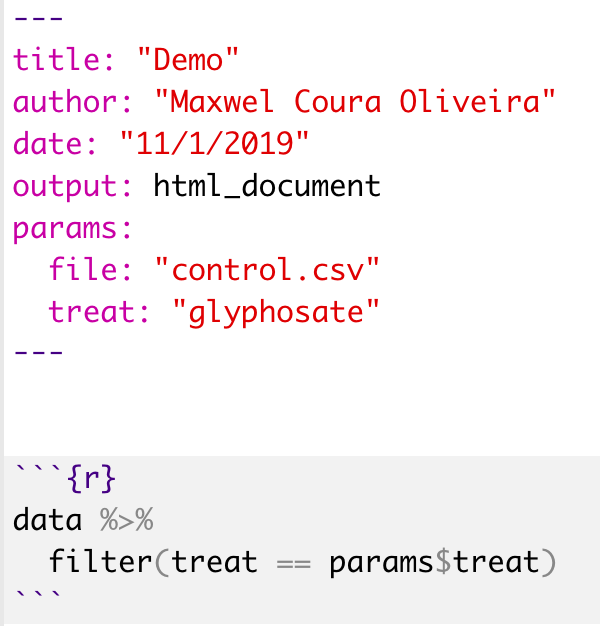 ---
title: "Demo"
author: "Maxwel Coura Oliveira"
date: "11/1/2019"
output: html_document
params:
  file: "control.csv"
  treat: "glyphosate"
---
```{r}
data %>%
  filter(treat == params$treat)
```